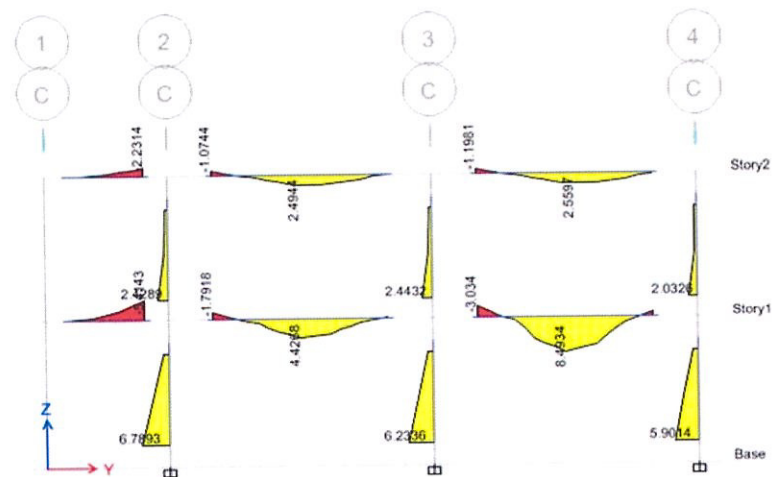 1 2 3 4
C C C C
-2.2314 -1.0744 -1.1981
Story2
2.4944 2.5597
-1.7918 -3.034
2.4432 2.0326
Story1
4.4268 8.4934
6.7893 6.2336 5.9014
Base
Z
Y